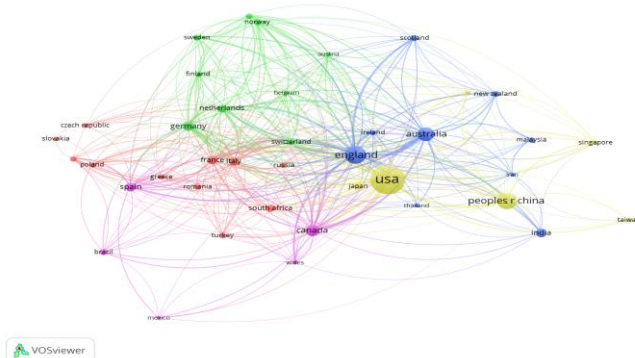 norway
sweden
scotland
austria
finland
new zealand
belgium
netherlands
czech republic
germany
ireland
australia
slovakia
switzerland
malaysia
singapore
england
france
italy
poland
russia
iran
greece
usa
spain
romania
japan
peoples r china
thailand
south africa
taiwan
canada
india
turkey
brazil
wales
mexico
VOSviewer